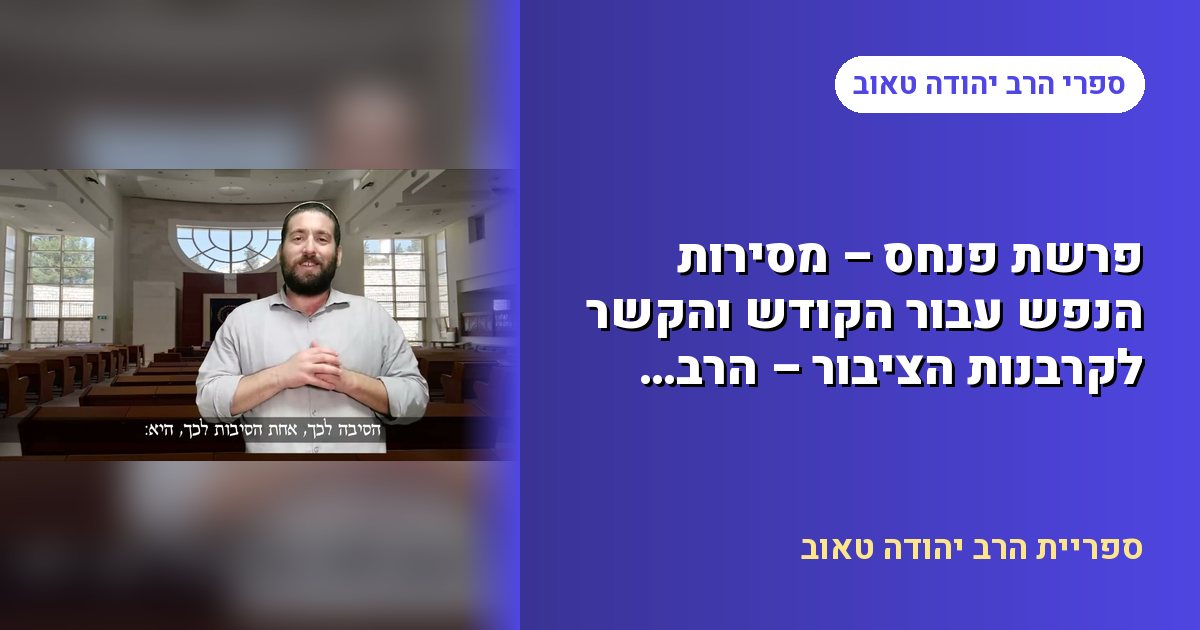 ספרי הרב יהודה טאוב
פרשת פנחס – מסירות
הנפש עבור הקודש והקשר
לקרבנות הציבור – הרב...
הסיבה לכך, אחת הסיבות לכך, היא:
ספריית הרב יהודה טאוב